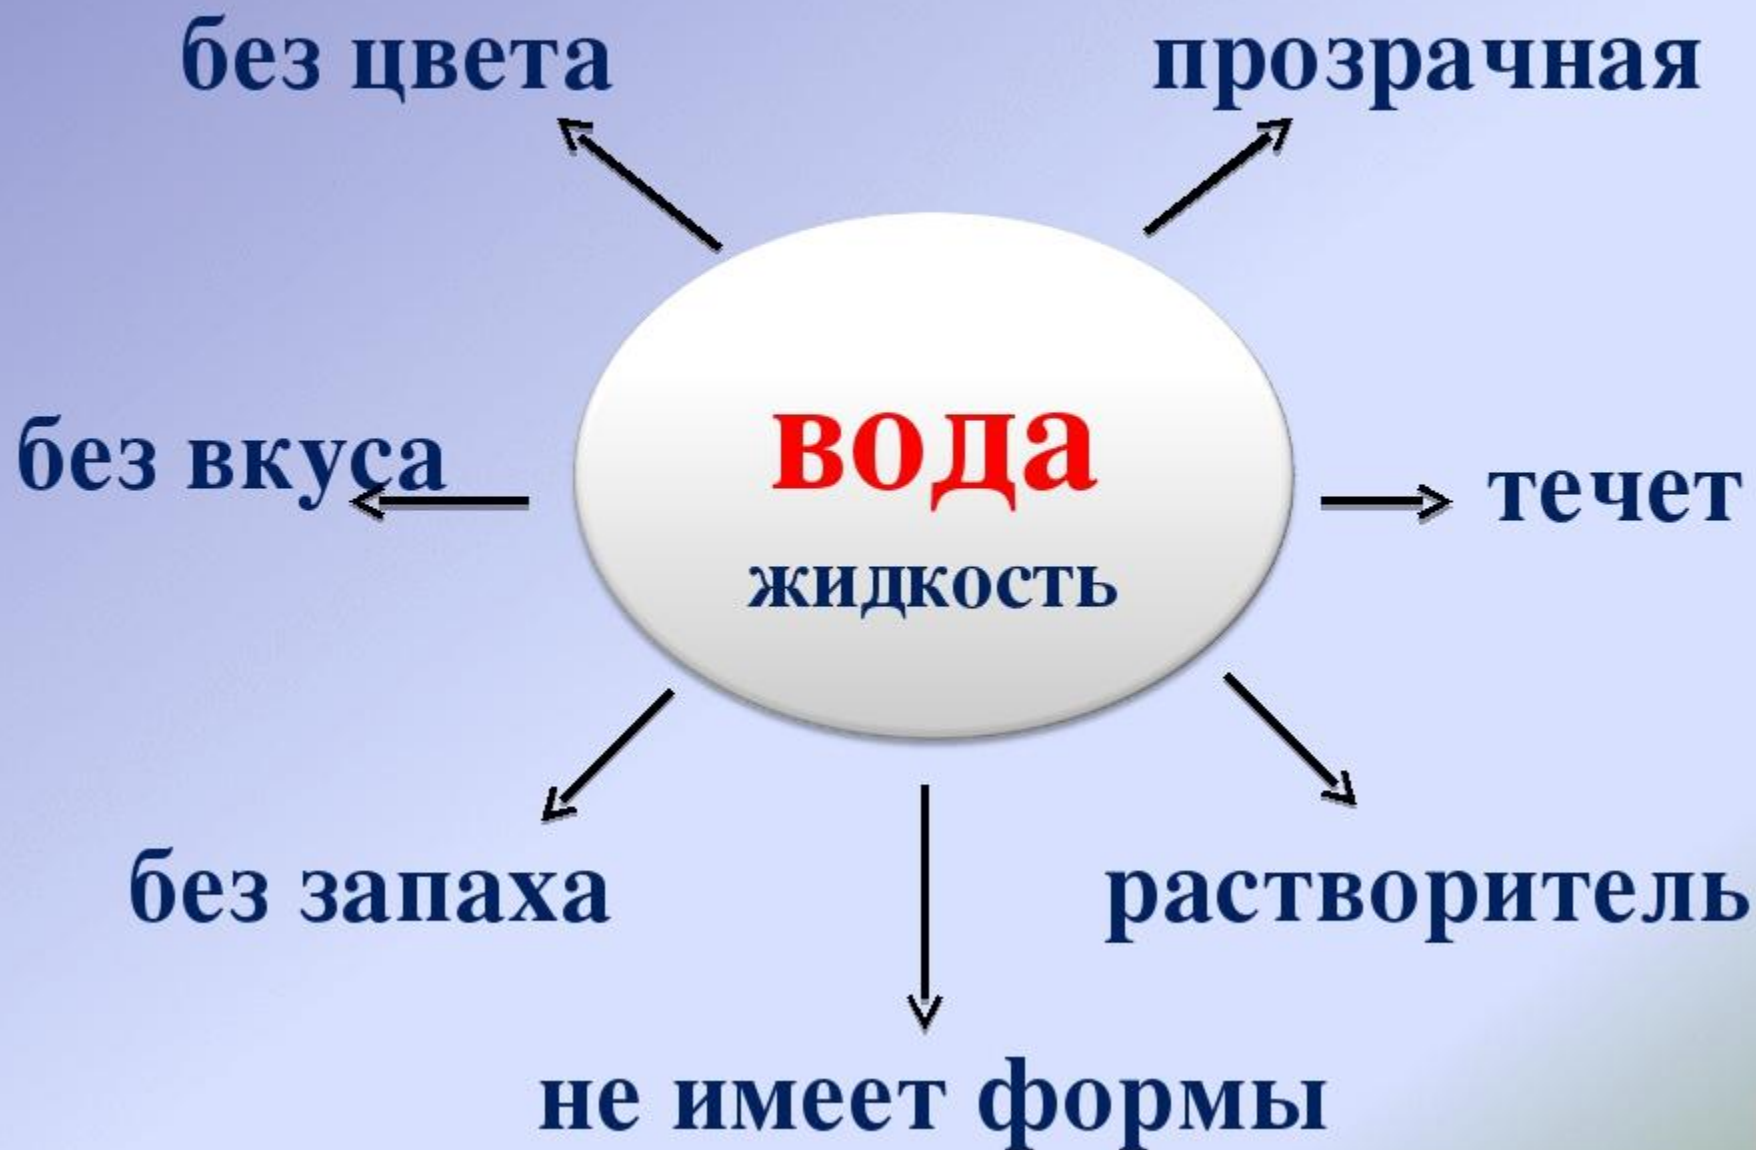 без цвета
прозрачная
без вкуса
вода
жидкость
течет
без запаха
растворитель
не имеет формы